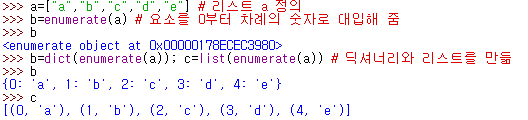 >>> a=["a","b","c","d","e"] # 리스트 a 정의
>>> b=enumerate(a) # 요소를 0부터 차례의 숫자로 대입해 줌
>>> b
<enumerate object at 0x00000178ECEC3980>
>>> b=dict(enumerate(a)); c=list(enumerate(a)) # 딕셔너리와 리스트를 만듦
>>> b
{0: 'a', 1: 'b', 2: 'c', 3: 'd', 4: 'e'}
>>> c
[(0, 'a'), (1, 'b'), (2, 'c'), (3, 'd'), (4, 'e')]